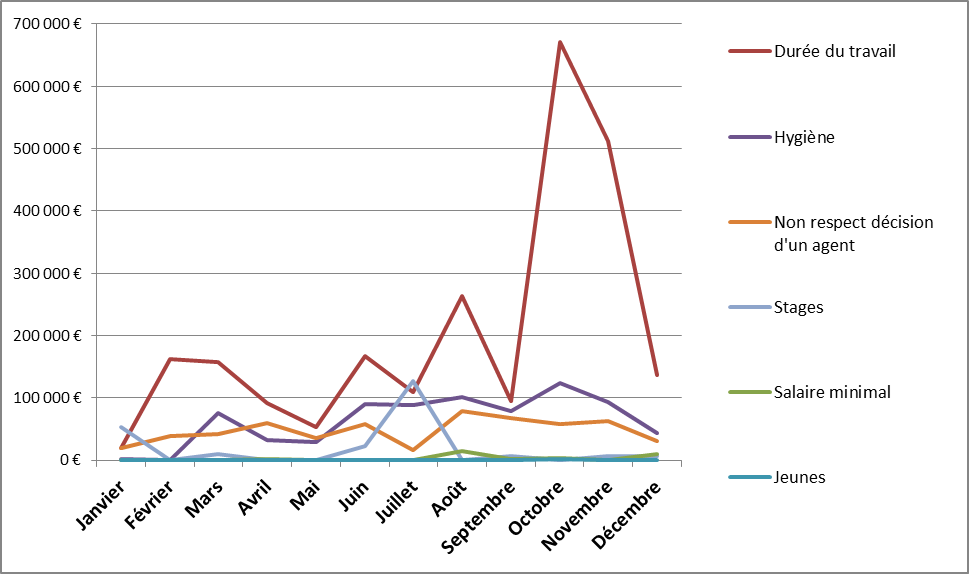 700 000 €
600 000 €
500 000 €
400 000 €
300 000 €
200 000 €
100 000 €
0 €
Janvier
Février
Mars
Avril
Mai
Juin
Juillet
Août
Septembre
Octobre
Novembre
Décembre
Durée du travail
Hygiène
Non respect décision
d'un agent
Stages
Salaire minimal
Jeunes